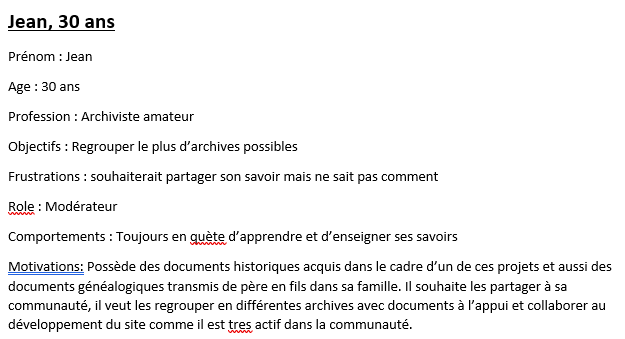 Jean, 30 ans
Prénom : Jean
Age : 30 ans
Profession : Archiviste amateur
Objectifs : Regrouper le plus d’archives possibles
Frustrations : souhaiterait partager son savoir mais ne sait pas comment
Role : Modérateur
Comportements : Toujours en quète d’apprendre et d’enseigner ses savoirs
Motivations: Possède des documents historiques acquis dans le cadre d’un de ces projets et aussi des
documents généalogiques transmis de père en fils dans sa famille. Il souhaite les partager à sa
communauté, il veut les regrouper en différentes archives avec documents à l’appui et collaborer au
développement du site comme il est tres actif dans la communauté.